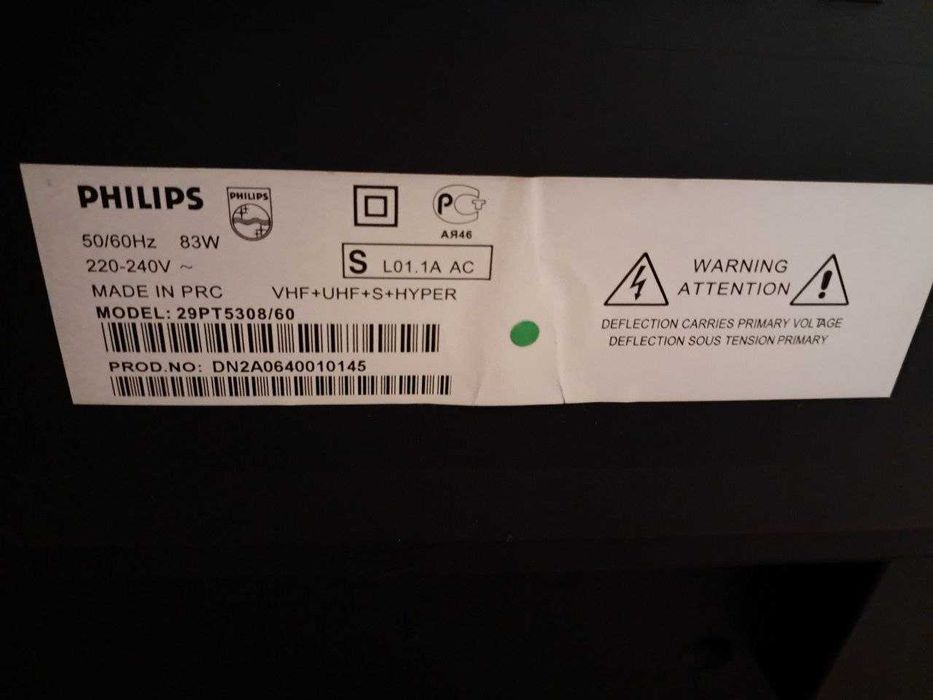 PHILIPS
PHILIPS
РСТ
АЯ46
50/60Hz 83W
220-240V ~
S L01.1A AC
MADE IN PRC VHF+UHF+S+HYPER
MODEL: 29PT5308/60
PROD.NO: DN2A0640010145
WARNING
ATTENTION
DEFLECTION CARRIES PRIMARY VOLTAGE
DEFLECTION SOUS TENSION PRIMARY